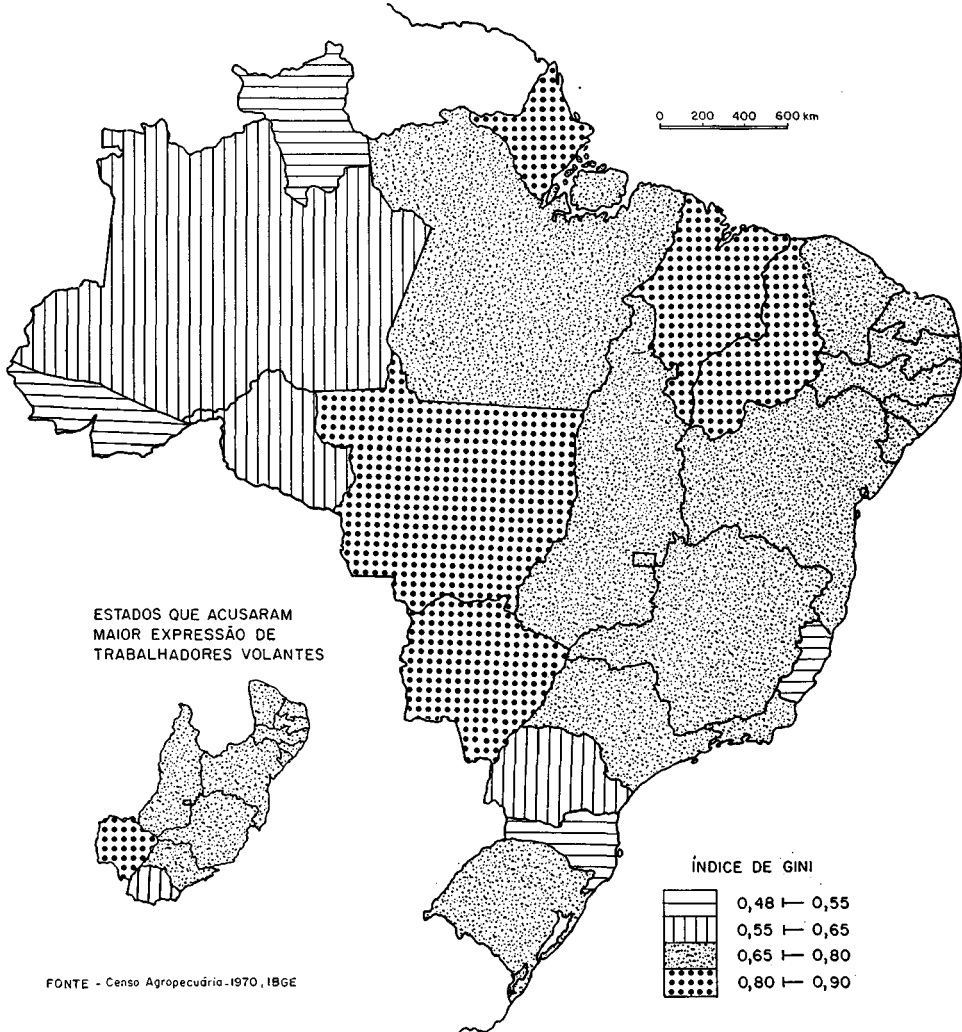 0 200 400 600 km
ESTADOS QUE ACUSARAM
MAIOR EXPRESSÃO DE
TRABALHADORES VOLANTES
ÍNDICE DE GINI
0,48 ⊢ 0,55
0,55 ⊢ 0,65
0,65 ⊢ 0,80
0,80 ⊢ 0,90
FONTE - Censo Agropecuária-1970, IBGE